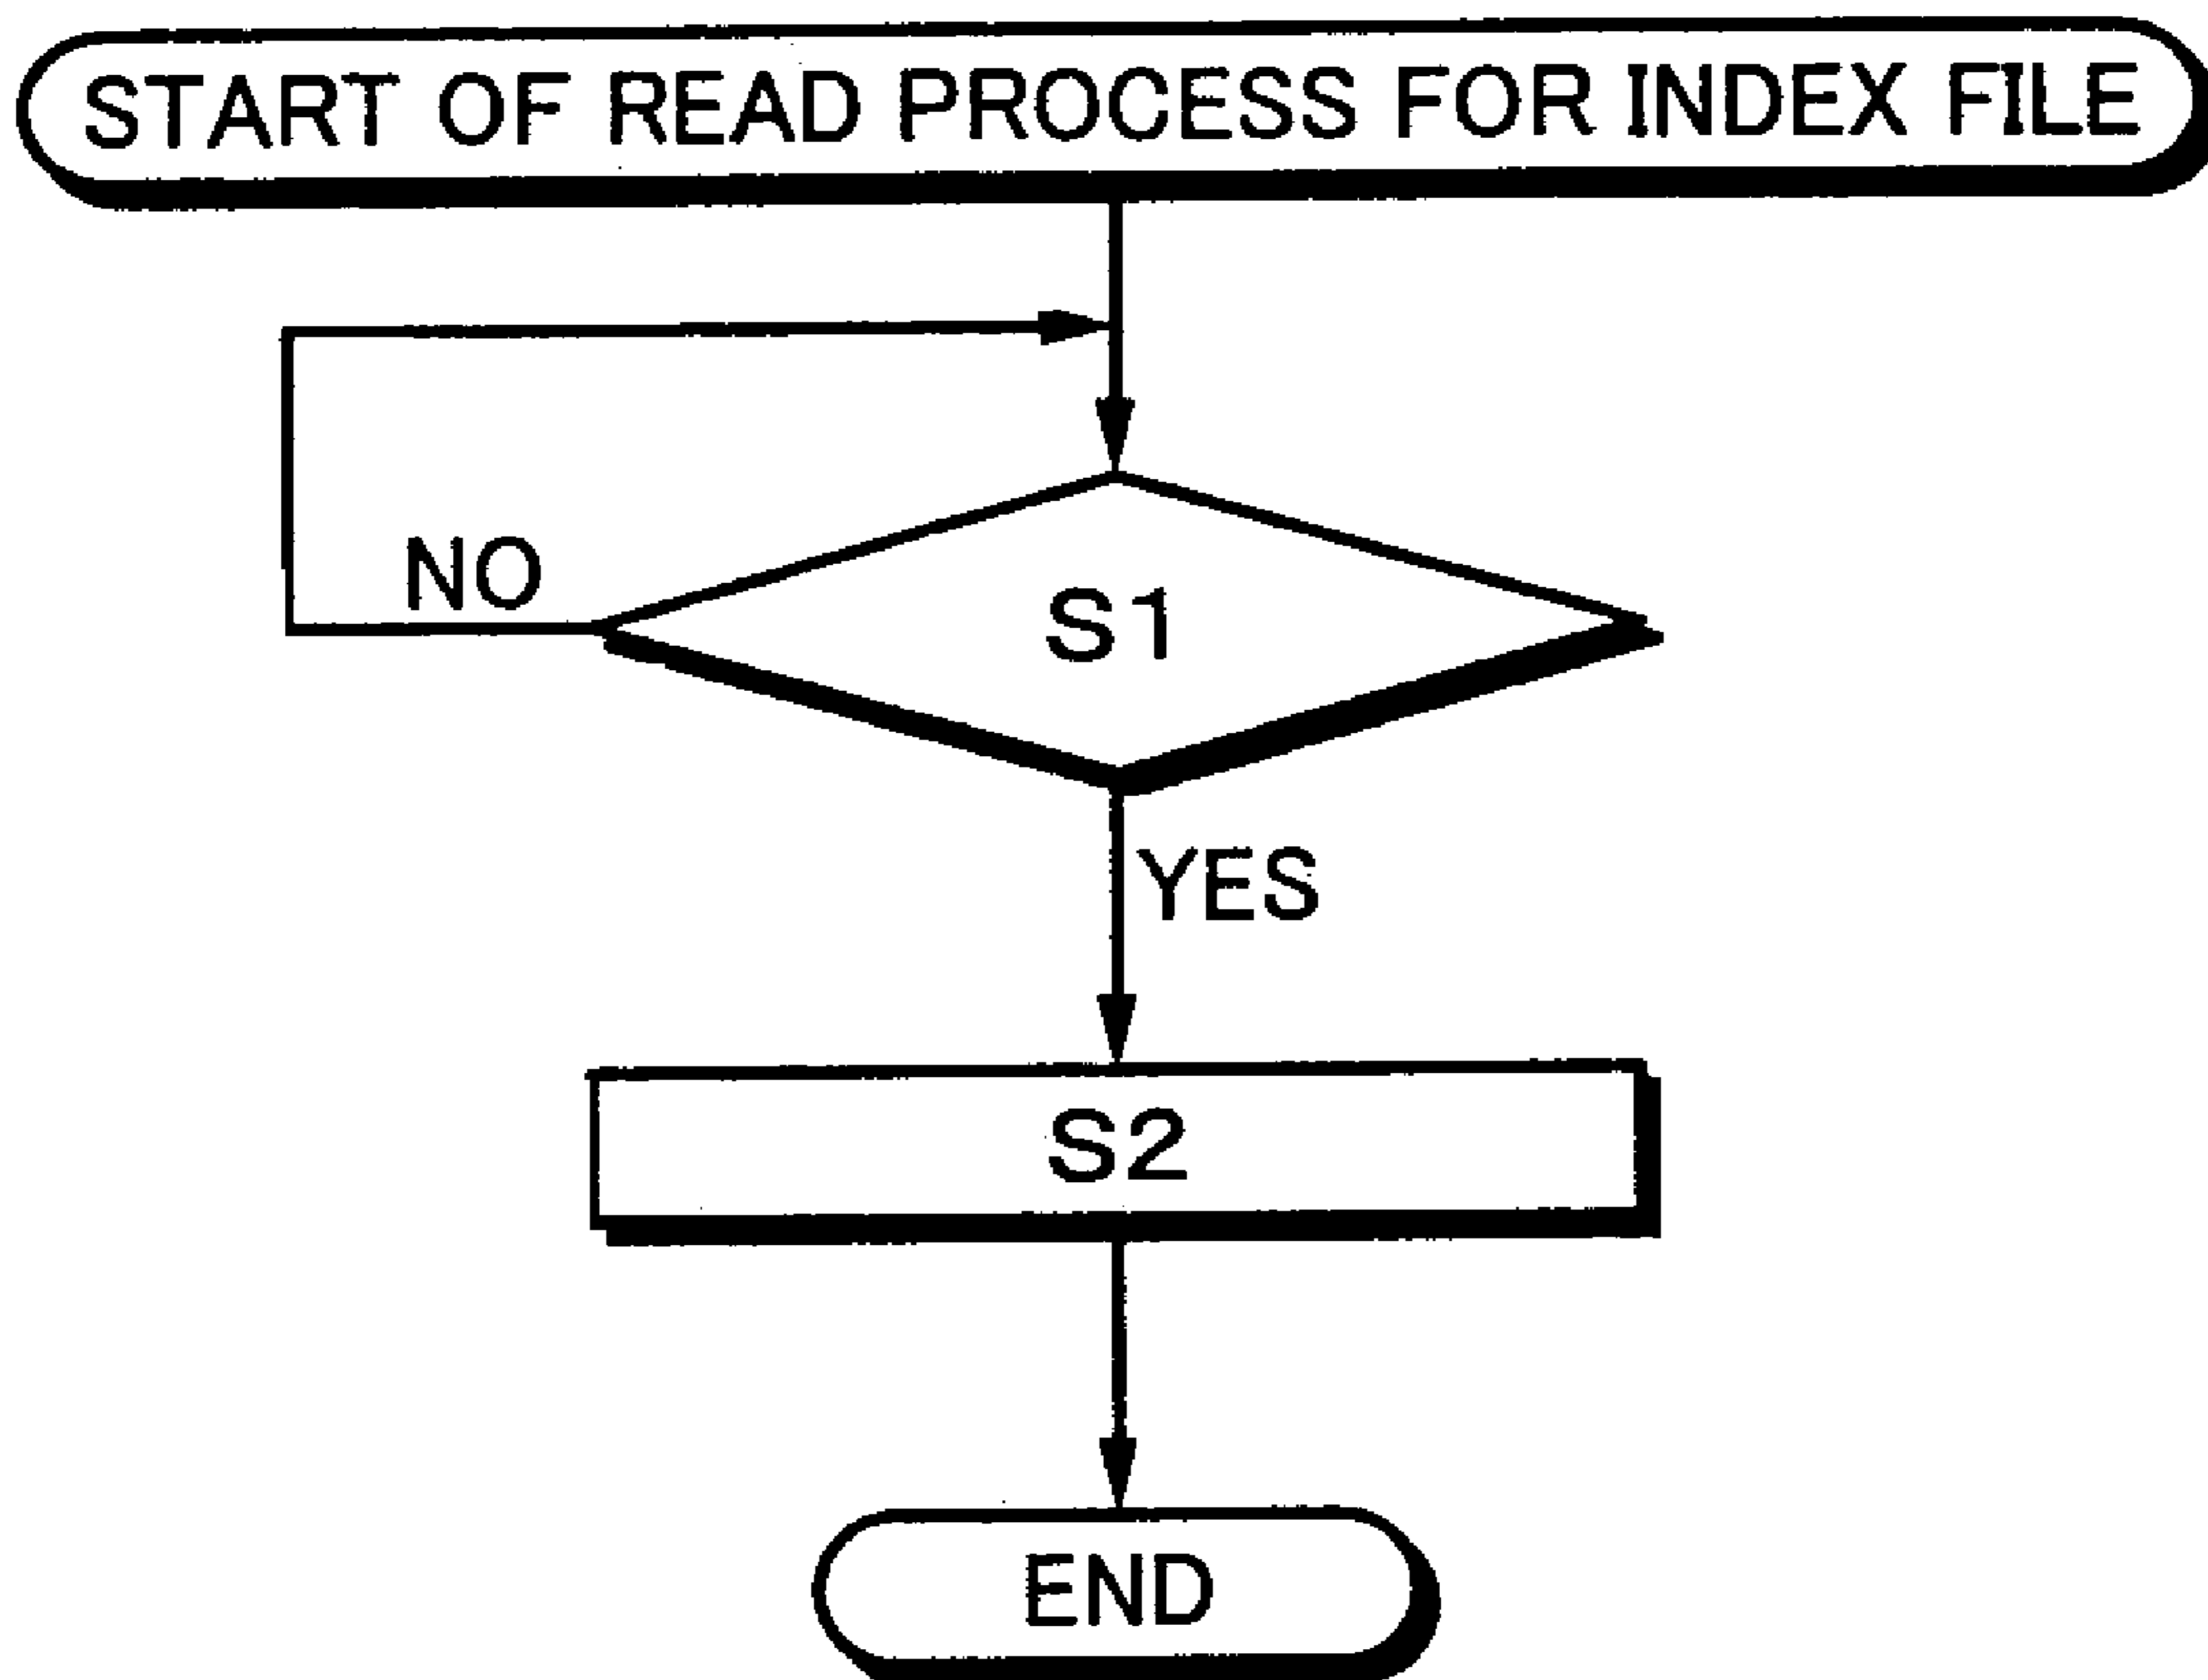 START OF READ PROCESS FOR INDEX FILE
NO
S1
YES
S2
END